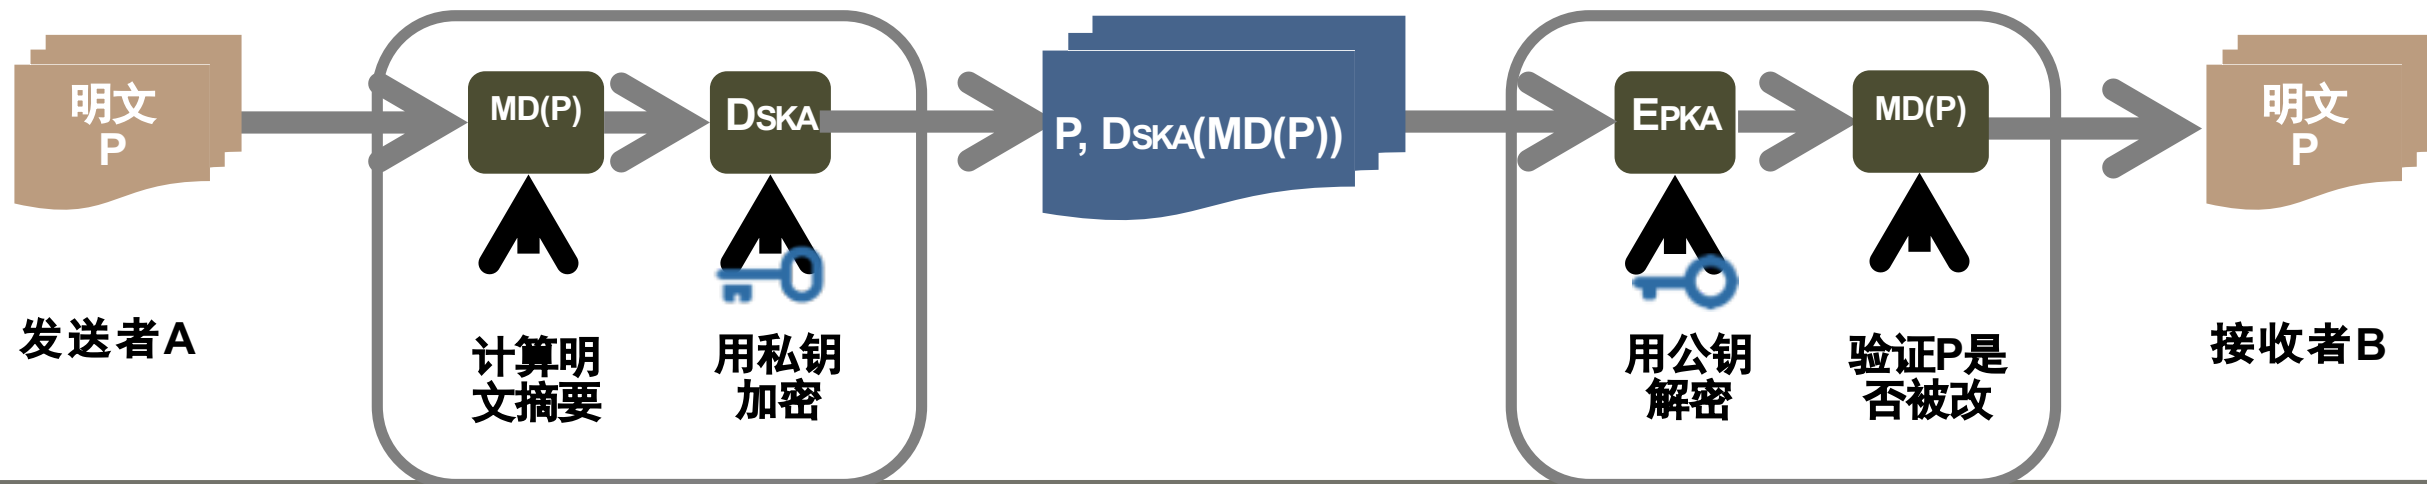 明文
P
发送者A
MD(P)
计算明
文摘要
DSKA
用私钥
加密
P, DSKA(MD(P))
EPKA
用公钥
解密
MD(P)
验证P是
否被改
明文
P
接收者B